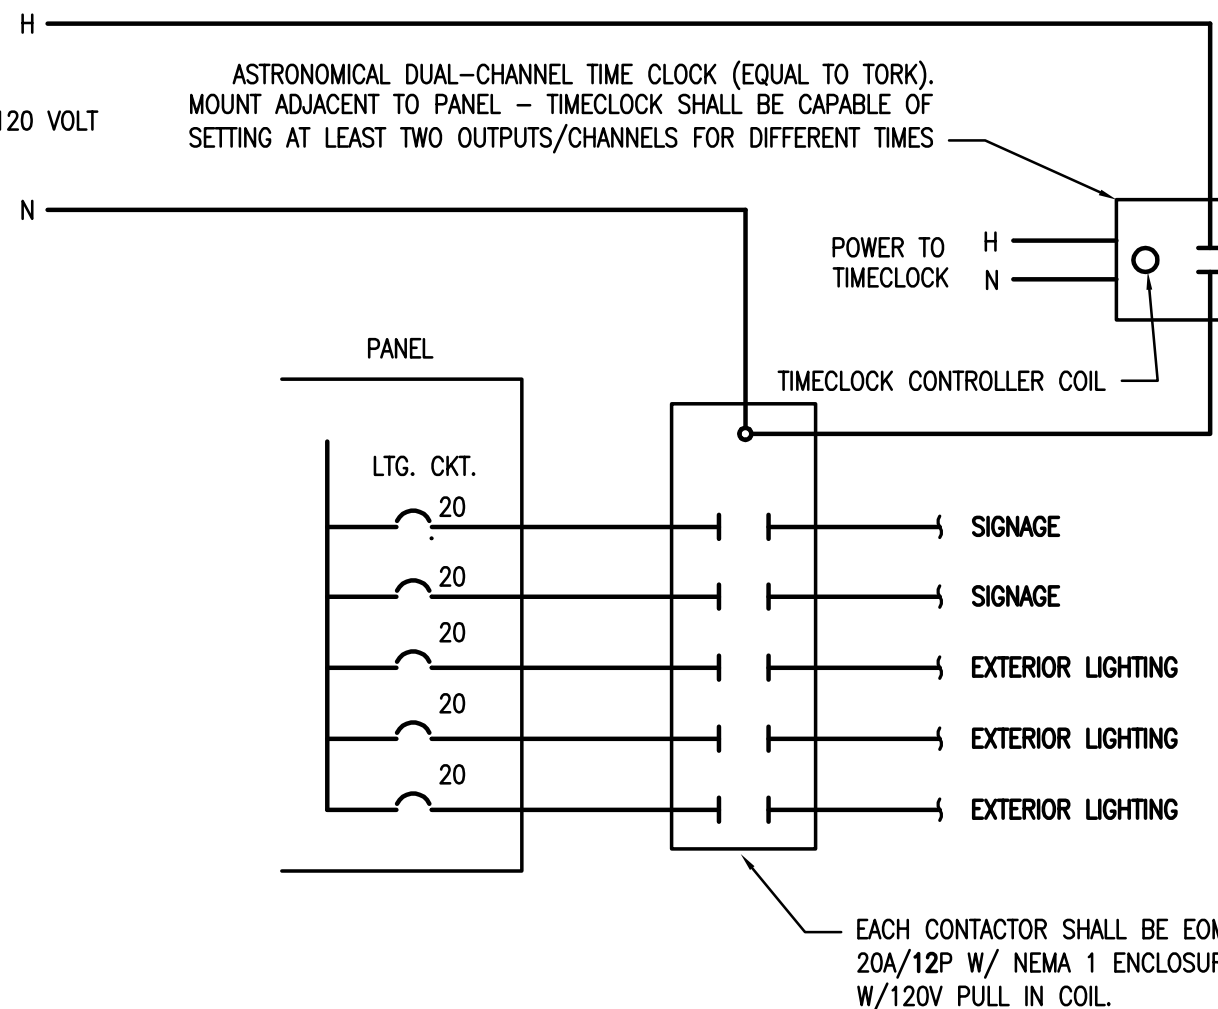 H
ASTRONOMICAL DUAL-CHANNEL TIME CLOCK (EQUAL TO TORK).
MOUNT ADJACENT TO PANEL - TIMECLOCK SHALL BE CAPABLE OF
SETTING AT LEAST TWO OUTPUTS/CHANNELS FOR DIFFERENT TIMES
120 VOLT
N
POWER TO
TIMECLOCK
H
N
PANEL
TIMECLOCK CONTROLLER COIL
LTG. CKT.
20
SIGNAGE
20
SIGNAGE
20
EXTERIOR LIGHTING
20
EXTERIOR LIGHTING
20
EXTERIOR LIGHTING
EACH CONTACTOR SHALL BE
20A/12P W/ NEMA 1
W/120V PULL IN COIL.